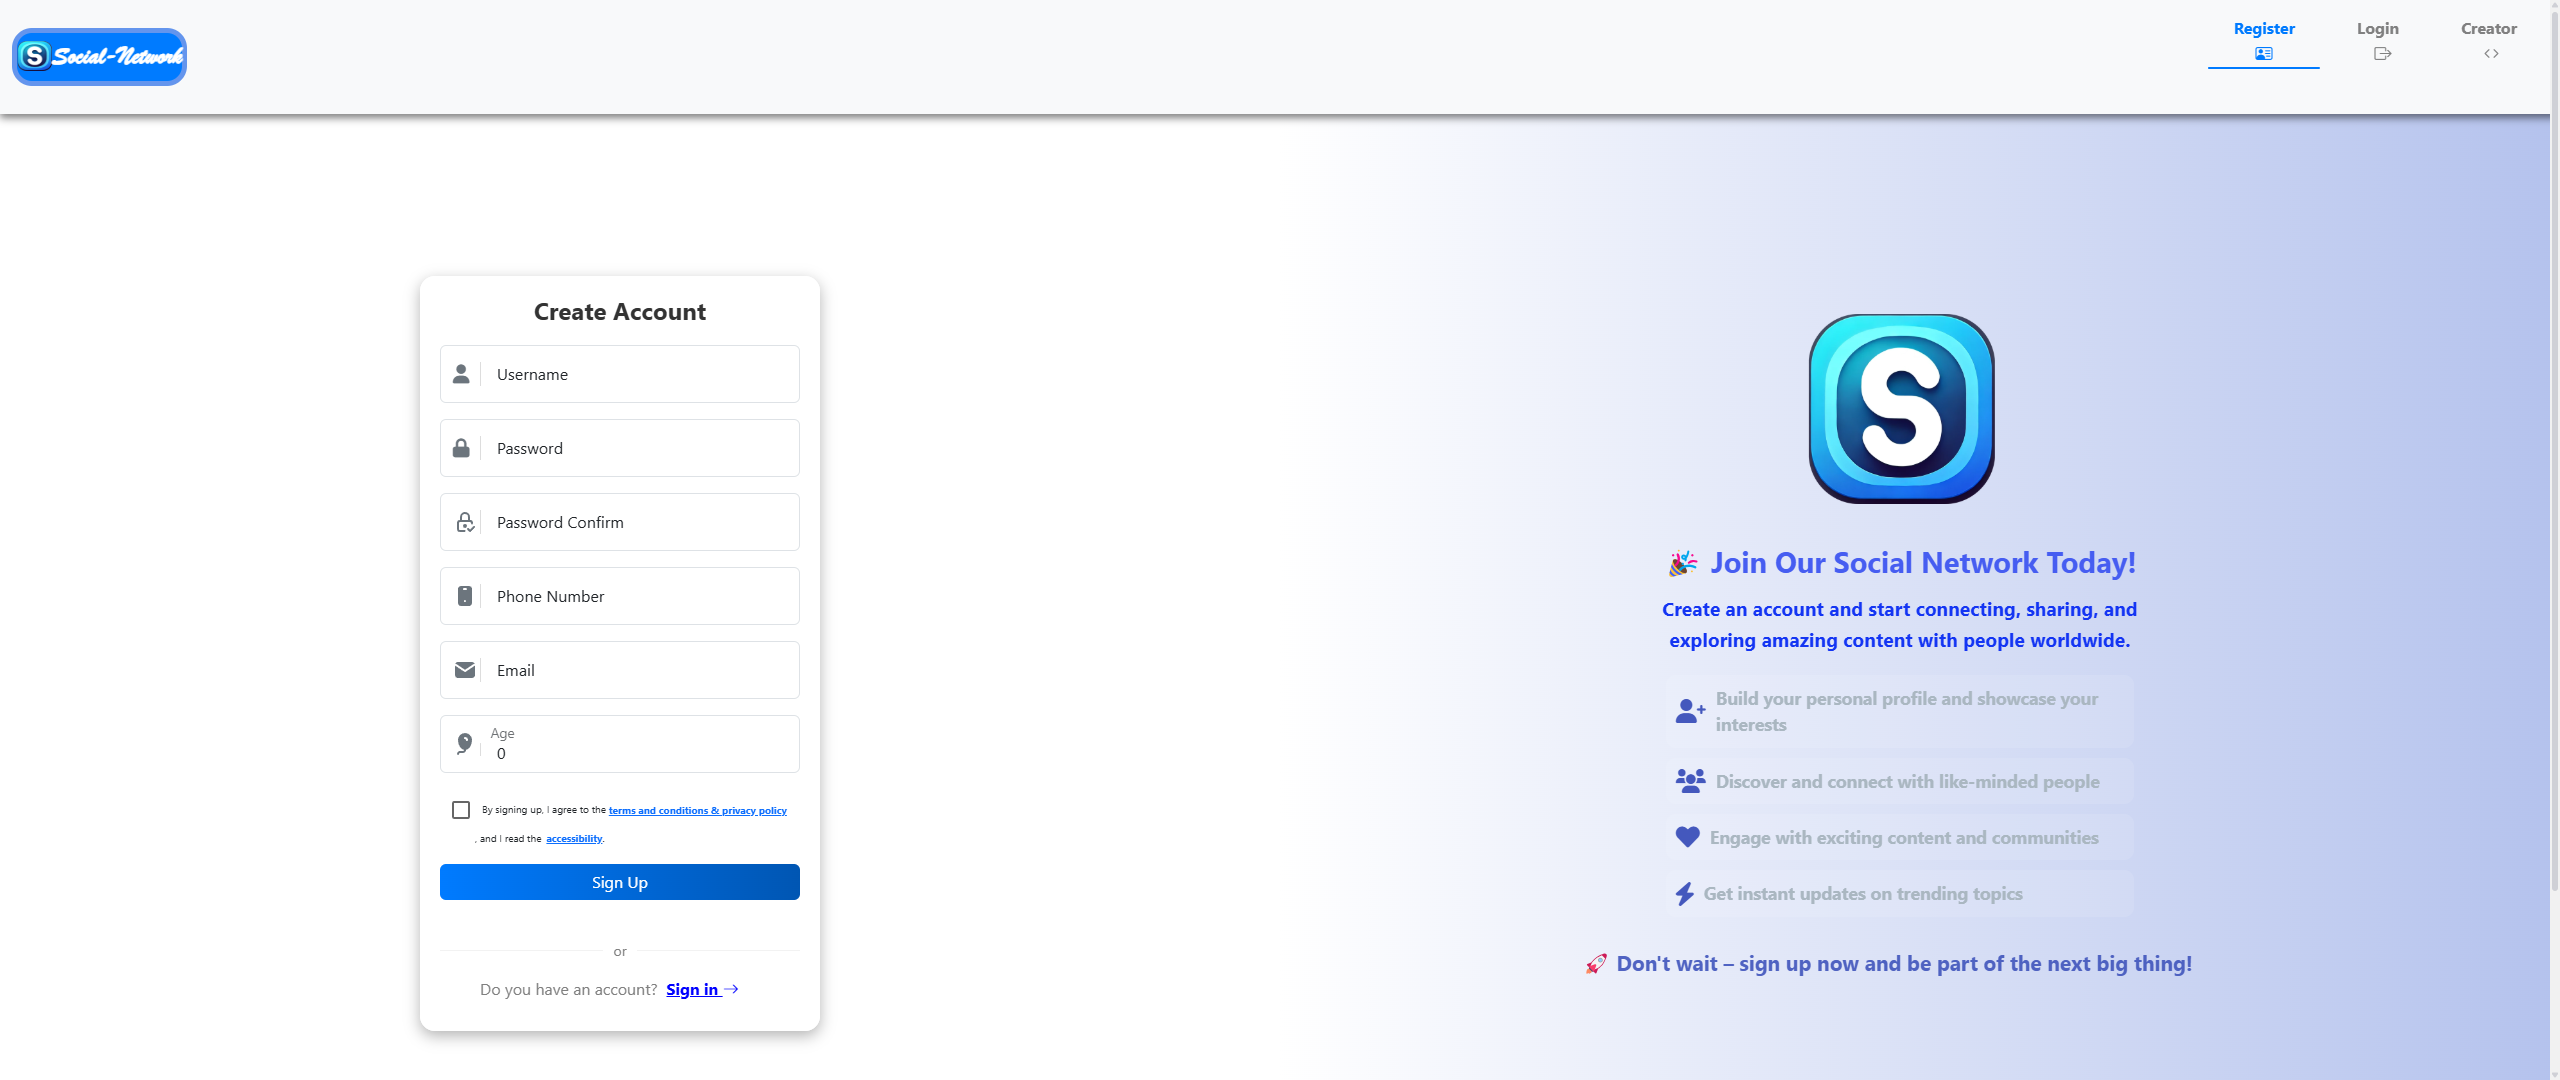 S Social-Network
Register
Login
Creator
Create Account
Username
Password
Password Confirm
Phone Number
Email
Age
0
By signing up, I agree to the terms and conditions & privacy policy
, and I read the accessibility.
Sign Up
or
Do you have an account? Sign in
S
Join Our Social Network Today!
Create an account and start connecting, sharing, and
exploring amazing content with people worldwide.
Build your personal profile and showcase your
interests
Discover and connect with like-minded people
Engage with exciting content and communities
Get instant updates on trending topics
Don't wait – sign up now and be part of the next big thing!